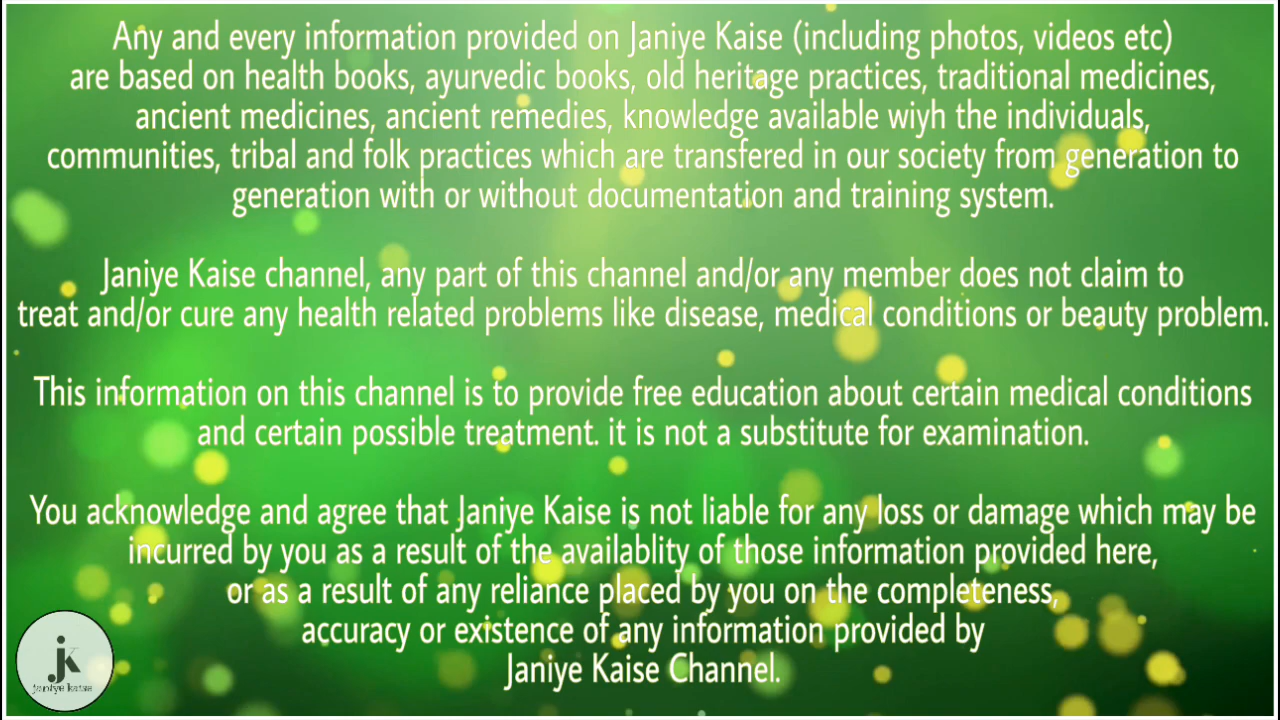 Any and every information provided on Janiye Kaise (including photos, videos etc)
are based on health books, ayurvedic books, old heritage practices, traditional medicines,
ancient medicines, ancient remedies, knowledge available wiyh the individuals,
communities, tribal and folk practices which are transfered in our society from generation to
generation with or without documentation and training system.
Janiye Kaise channel, any part of this channel and/or any member does not claim to
treat and/or cure any health related problems like disease, medical conditions or beauty problem.
This information on this channel is to provide free education about certain medical conditions
and certain possible treatment. it is not a substitute for examination.
You acknowledge and agree that Janiye Kaise is not liable for any loss or damage which may be
incurred by you as a result of the availablity of those information provided here,
or as a result of any reliance placed by you on the completeness,
accuracy or existence of any information provided by
Janiye Kaise Channel.
jk
janiye kaise